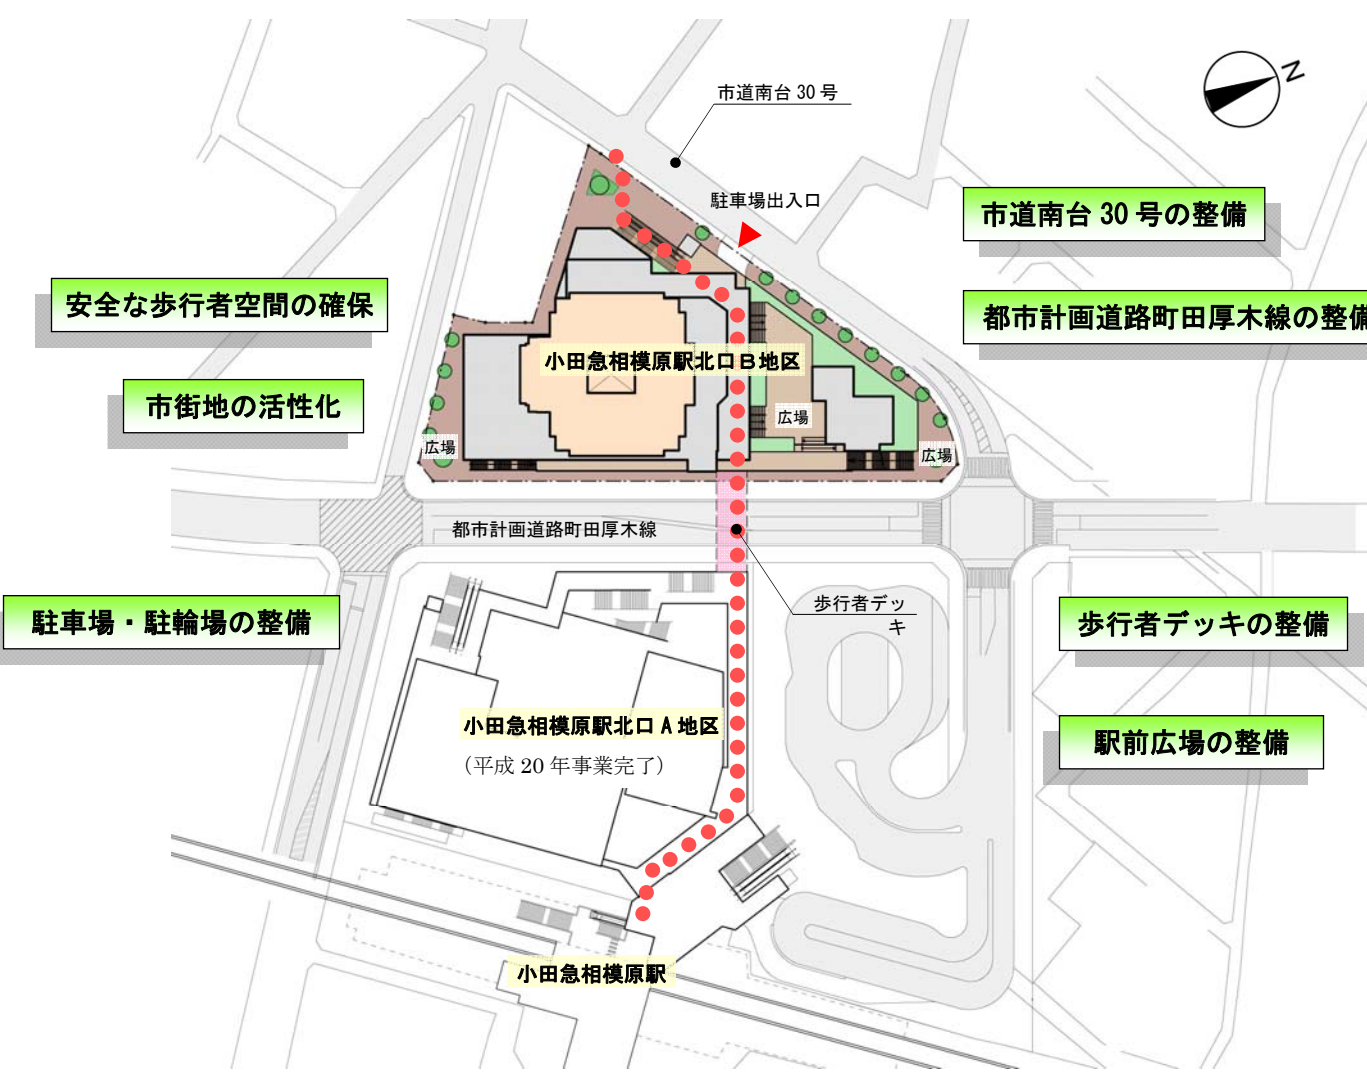 市道南台 30 号
N
駐車場出入口
市道南台 30 号の整備
安全な歩行者空間の確保
都市計画道路町田厚木線の整備
小田急相模原駅北口B地区
市街地の活性化
広場
広場
広場
都市計画道路町田厚木線
駐車場・駐輪場の整備
歩行者デッ
キ
歩行者デッキの整備
小田急相模原駅北口 A 地区
（平成 20 年事業完了）
駅前広場の整備
小田急相模原駅